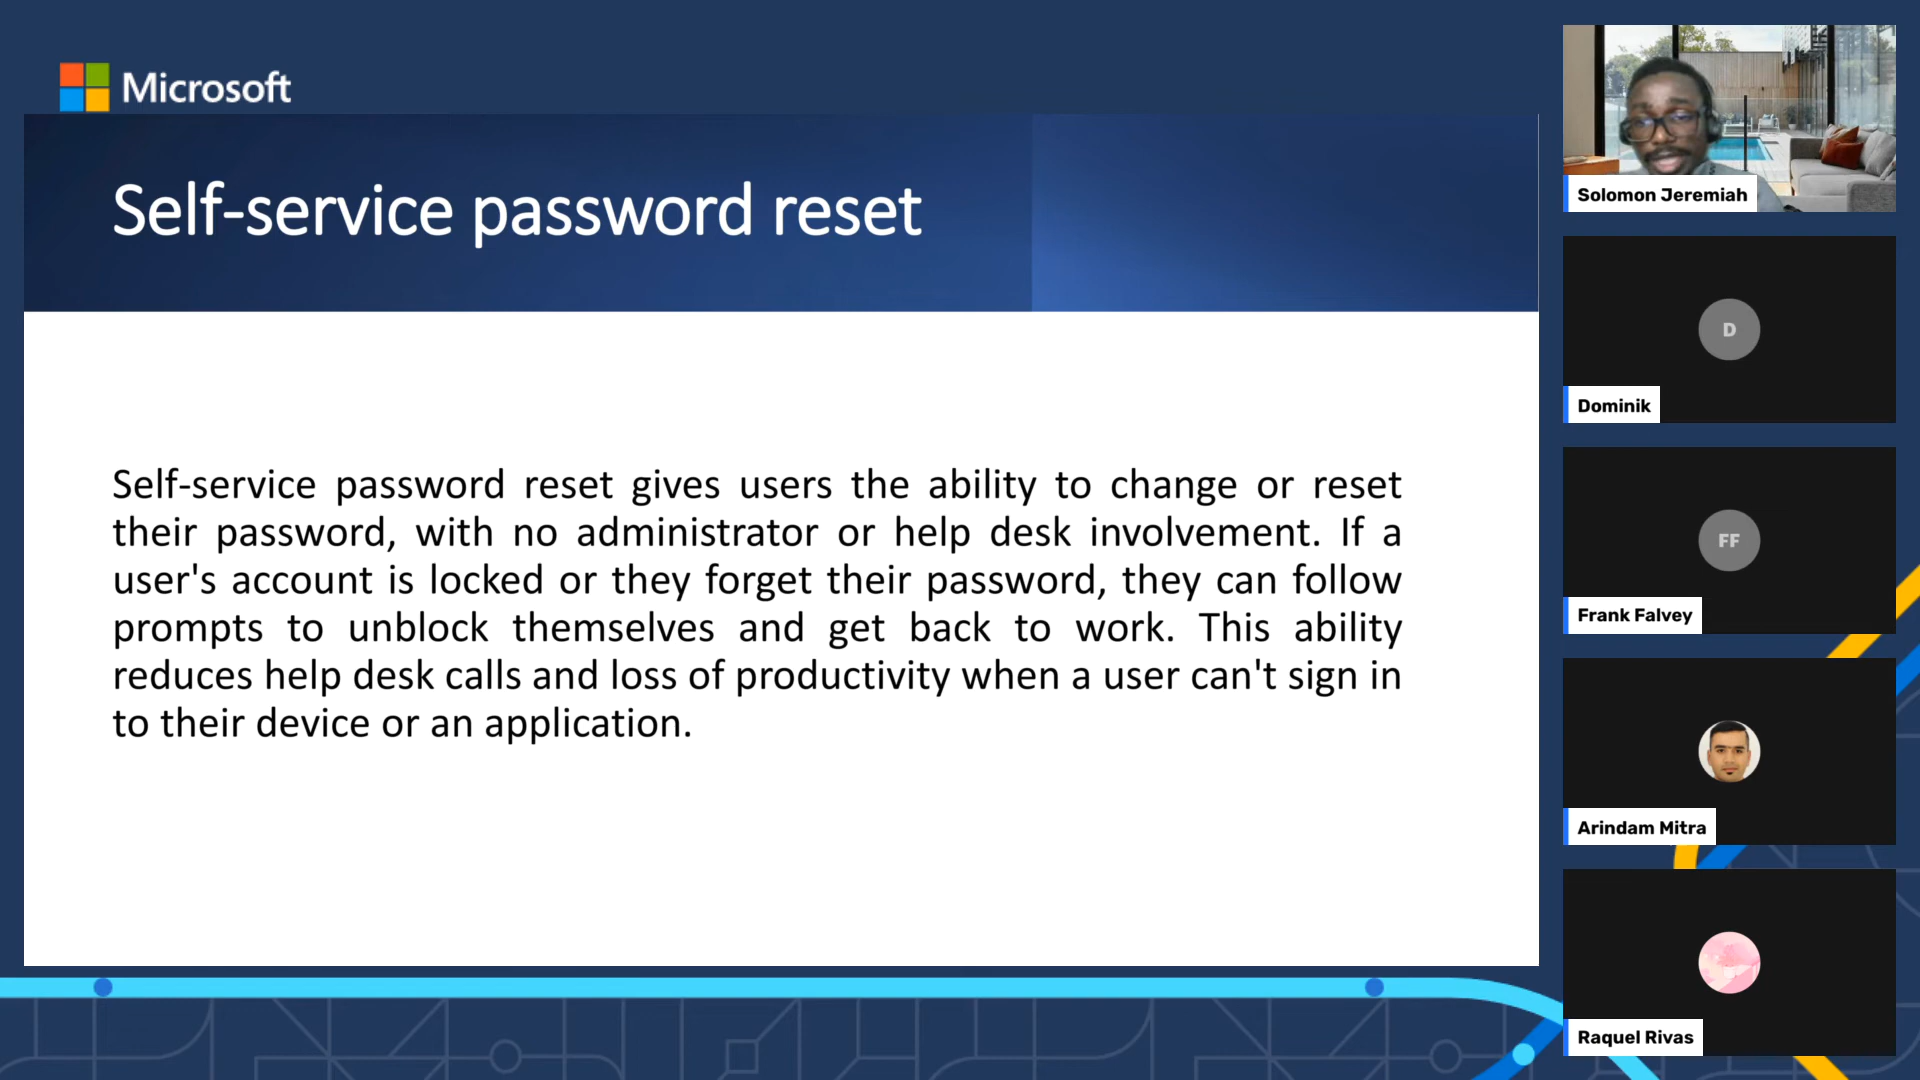 Microsoft
Self-service password reset
Self-service password reset gives users the ability to change or reset
their password, with no administrator or help desk involvement. If a
user's account is locked or they forget their password, they can follow
prompts to unblock themselves and get back to work. This ability
reduces help desk calls and loss of productivity when a user can't sign in
to their device or an application.
Solomon Jeremiah
D
Dominik
FF
Frank Falvey
Arindam Mitra
Raquel Rivas